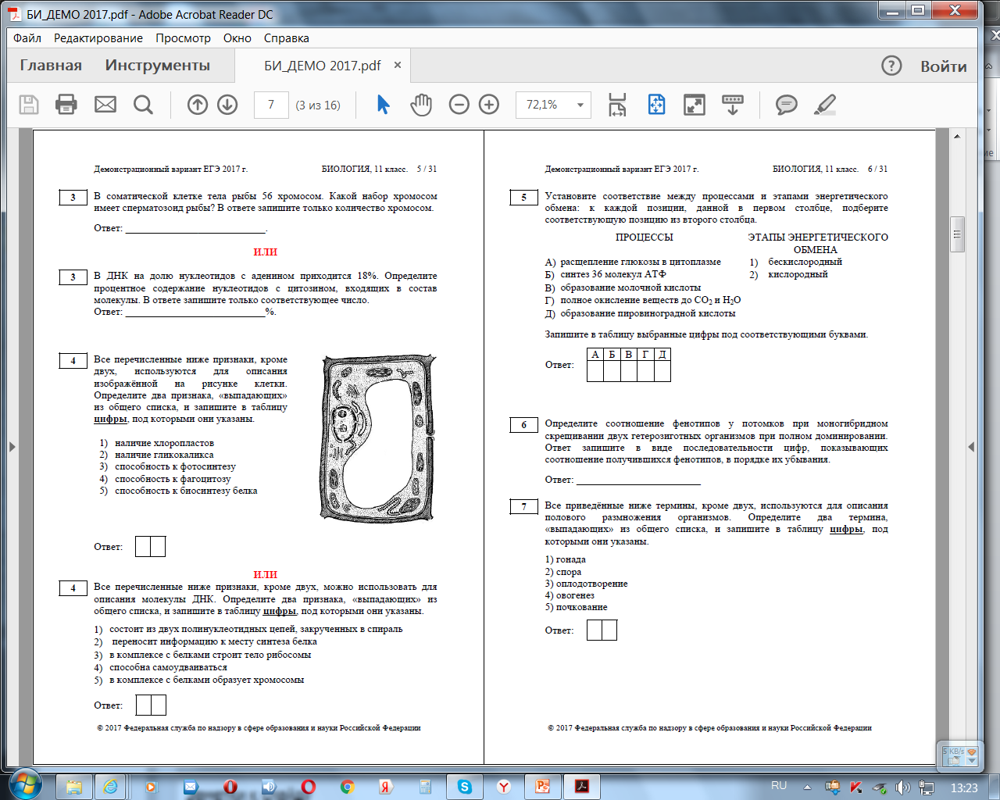 БИ_ДЕМО 2017.pdf - Adobe Acrobat Reader DC
Файл Редактирование Просмотр Окно Справка
Главная Инструменты БИ_ДЕМО 2017.pdf × ? Войти
7 (3 из 16) 72,1%
Демонстрационный вариант ЕГЭ 2017 г. БИОЛОГИЯ, 11 класс. 5 / 31
3 В соматической клетке тела рыбы 56 хромосом. Какой набор хромосом
имеет сперматозоид рыбы? В ответе запишите только количество хромосом.
Ответ: ____________________________.
ИЛИ
3 В ДНК на долю нуклеотидов с аденином приходится 18%. Определите
процентное содержание нуклеотидов с цитозином, входящих в состав
молекулы. В ответе запишите только соответствующее число.
Ответ: ____________________________%.
4 Все перечисленные ниже признаки, кроме
двух, используются для описания
изображённой на рисунке клетки.
Определите два признака, «выпадающих»
из общего списка, и запишите в таблицу
цифры, под которыми они указаны.
1) наличие хлоропластов
2) наличие гликокаликса
3) способность к фотосинтезу
4) способность к фагоцитозу
5) способность к биосинтезу белка
Ответ:
ИЛИ
4 Все перечисленные ниже признаки, кроме двух, можно использовать для
описания молекулы ДНК. Определите два признака, «выпадающих» из
общего списка, и запишите в таблицу цифры, под которыми они указаны.
1) состоит из двух полинуклеотидных цепей, закрученных в спираль
2) переносит информацию к месту синтеза белка
3) в комплексе с белками строит тело рибосомы
4) способна самоудваиваться
5) в комплексе с белками образует хромосомы
Ответ:
© 2017 Федеральная служба по надзору в сфере образования и науки Российской Федерации
Демонстрационный вариант ЕГЭ 2017 г. БИОЛОГИЯ, 11 класс. 6 / 31
5 Установите соответствие между процессами и этапами энергетического
обмена: к каждой позиции, данной в первом столбце, подберите
соответствующую позицию из второго столбца.
ПРОЦЕССЫ ЭТАПЫ ЭНЕРГЕТИЧЕСКОГО
ОБМЕНА
А) расщепление глюкозы в цитоплазме 1) бескислородный
Б) синтез 36 молекул АТФ 2) кислородный
В) образование молочной кислоты
Г) полное окисление веществ до CO2 и H2O
Д) образование пировиноградной кислоты
Запишите в таблицу выбранные цифры под соответствующими буквами.
Ответ: А Б В Г Д
6 Определите соотношение фенотипов у потомков при моногибридном
скрещивании двух гетерозиготных организмов при полном доминировании.
Ответ запишите в виде последовательности цифр, показывающих
соотношение получившихся фенотипов, в порядке их убывания.
Ответ: _________________________
7 Все приведённые ниже термины, кроме двух, используются для описания
полового размножения организмов. Определите два термина,
«выпадающих» из общего списка, и запишите в таблицу цифры, под
которыми они указаны.
1) гонада
2) спора
3) оплодотворение
4) овогенез
5) почкование
Ответ:
© 2017 Федеральная служба по надзору в сфере образования и науки Российской Федерации
5 KB/s
RU 13:23